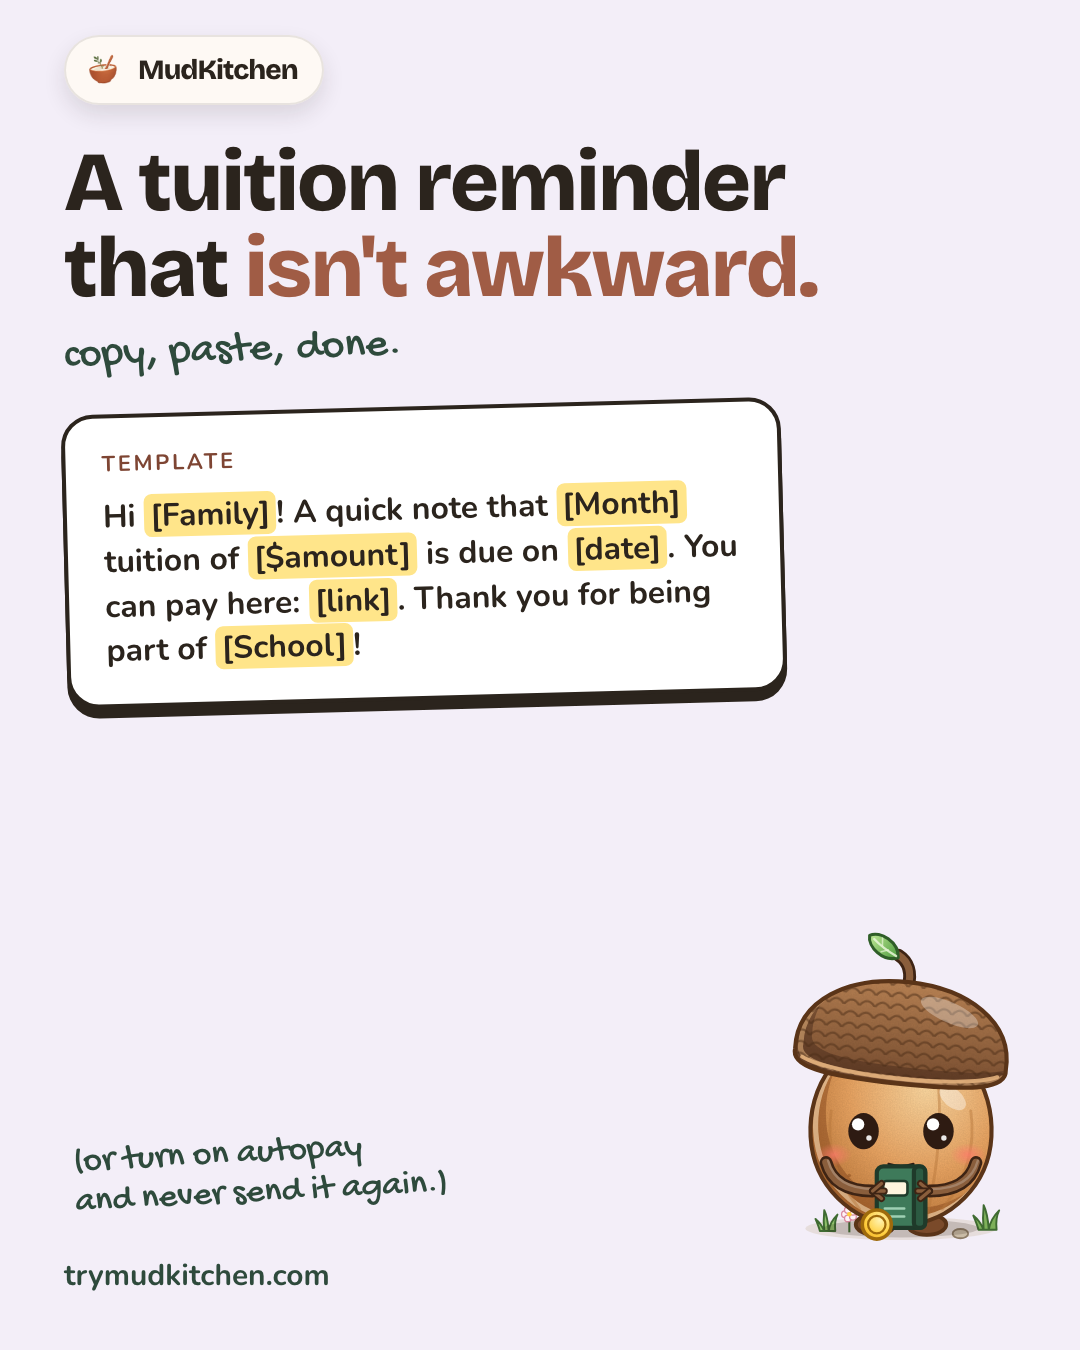 MudKitchen
A tuition reminder
that isn't awkward.
copy, paste, done.
TEMPLATE
Hi [Family]! A quick note that [Month]
tuition of [$amount] is due on [date]. You
can pay here: [link]. Thank you for being
part of [School]!
(or turn on autopay
and never send it again.)
trymudkitchen.com